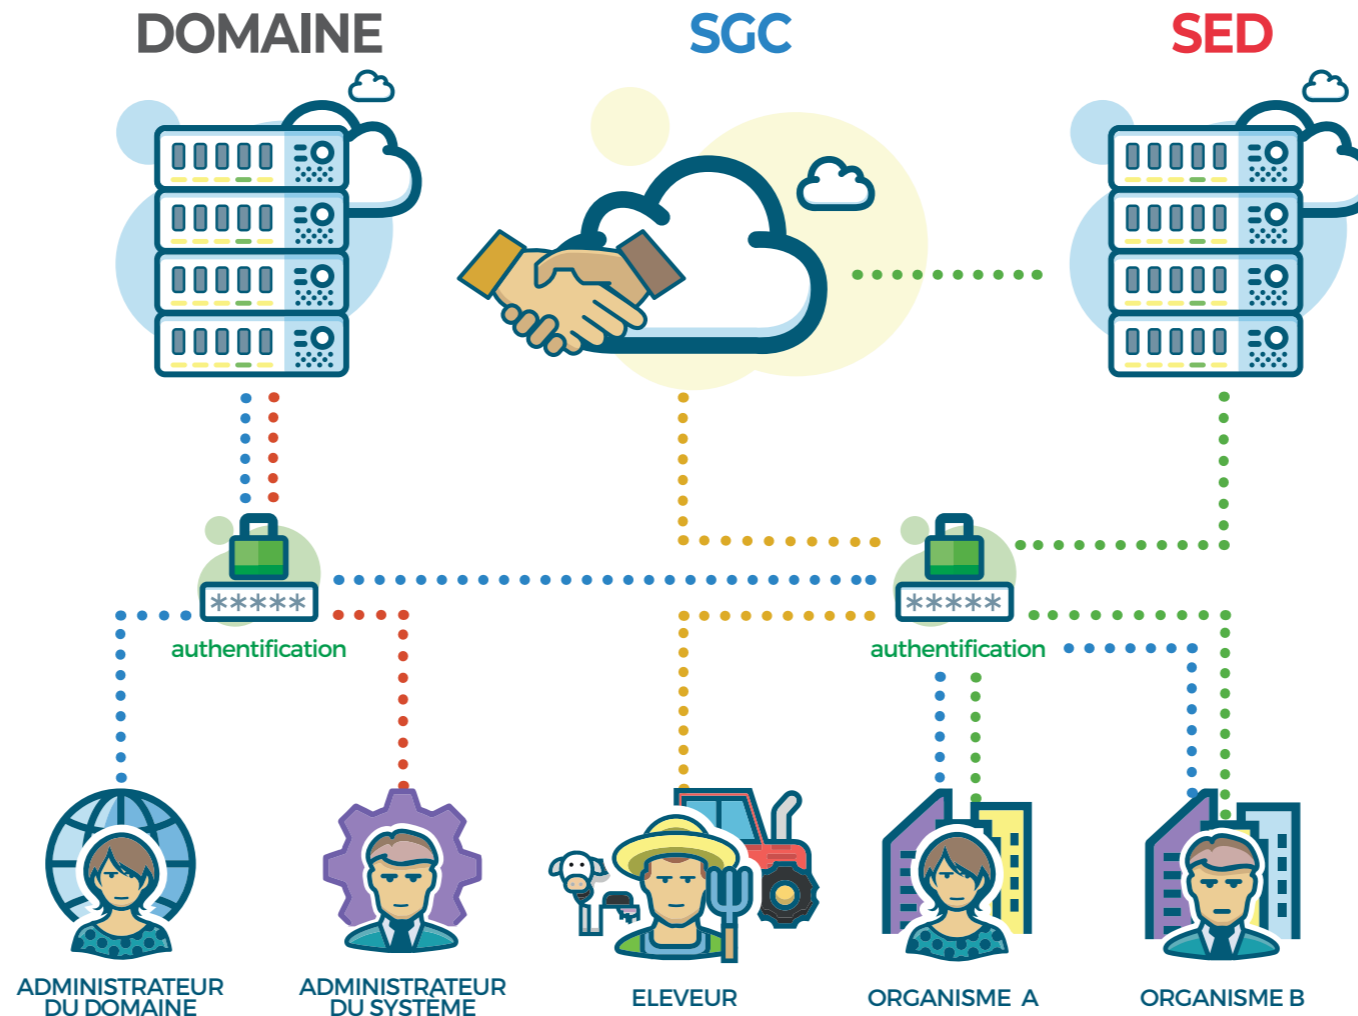 DOMAINE
SGC
SED
*****
*****
authentification
authentification
ADMINISTRATEUR
DU DOMAINE
ADMINISTRATEUR
DU SYSTÈME
ELEVEUR
ORGANISME A
ORGANISME B